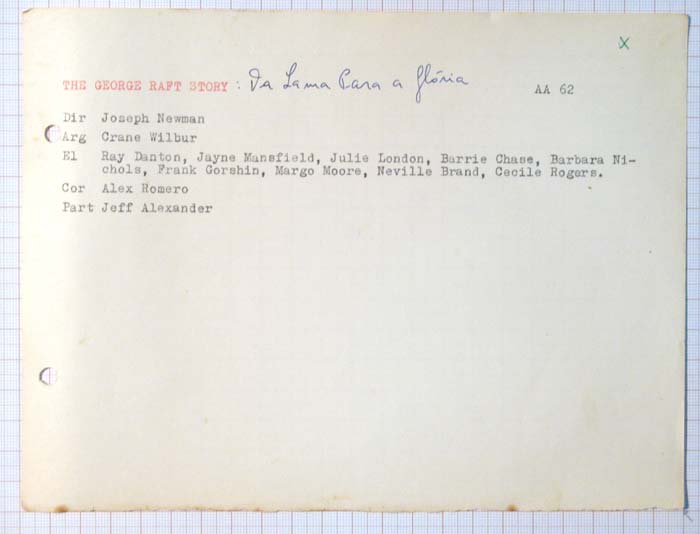 X
THE GEORGE RAFT STORY : Da Lama Para a glória AA 62
Dir Joseph Newman
Arg Crane Wilbur
El Ray Danton, Jayne Mansfield, Julie London, Barrie Chase, Barbara Ni-
chols, Frank Gorshin, Margo Moore, Neville Brand, Cecile Rogers.
Cor Alex Romero
Part Jeff Alexander